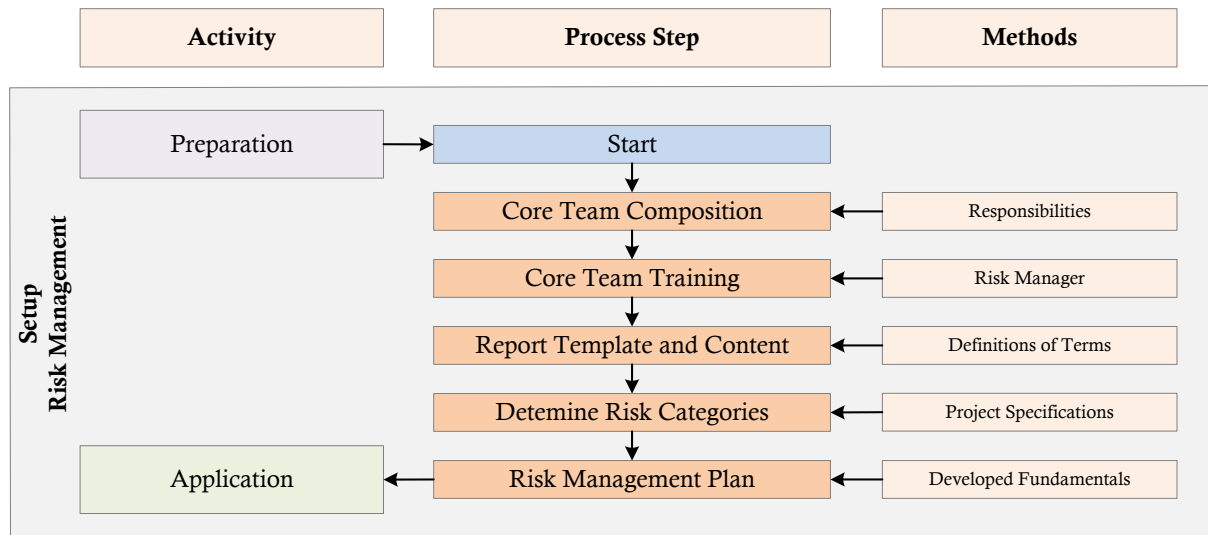 Activity
Process Step
Methods
Setup
Risk Management
Preparation
Start
Core Team Composition
Responsibilities
Core Team Training
Risk Manager
Report Template and Content
Definitions of Terms
Detemine Risk Categories
Project Specifications
Application
Risk Management Plan
Developed Fundamentals